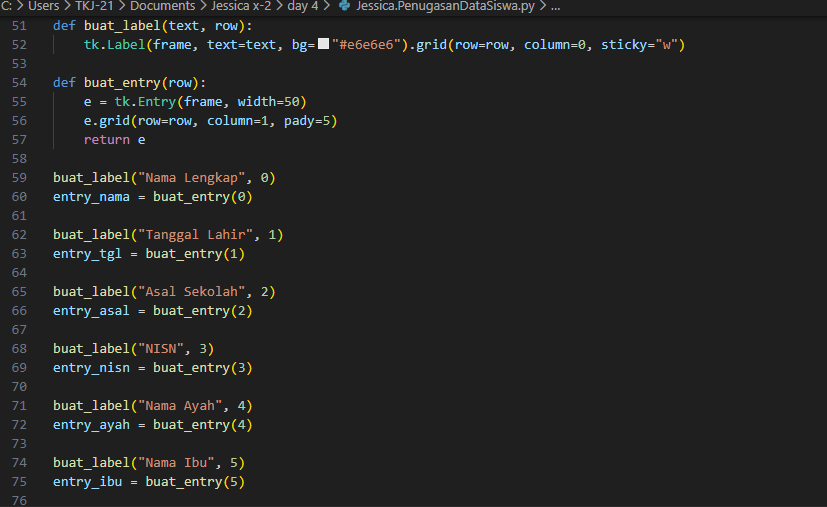 C: > Users > TKJ-21 > Documents > Jessica x-2 > day 4 > Jessica.PenugasanDataSiswa.py > ...
51 def buat_label(text, row):
52     tk.Label(frame, text=text, bg="#e6e6e6").grid(row=row, column=0, sticky="w")
53
54 def buat_entry(row):
55     e = tk.Entry(frame, width=50)
56     e.grid(row=row, column=1, pady=5)
57     return e
58
59 buat_label("Nama Lengkap", 0)
60 entry_nama = buat_entry(0)
61
62 buat_label("Tanggal Lahir", 1)
63 entry_tgl = buat_entry(1)
64
65 buat_label("Asal Sekolah", 2)
66 entry_asal = buat_entry(2)
67
68 buat_label("NISN", 3)
69 entry_nisn = buat_entry(3)
70
71 buat_label("Nama Ayah", 4)
72 entry_ayah = buat_entry(4)
73
74 buat_label("Nama Ibu", 5)
75 entry_ibu = buat_entry(5)
76